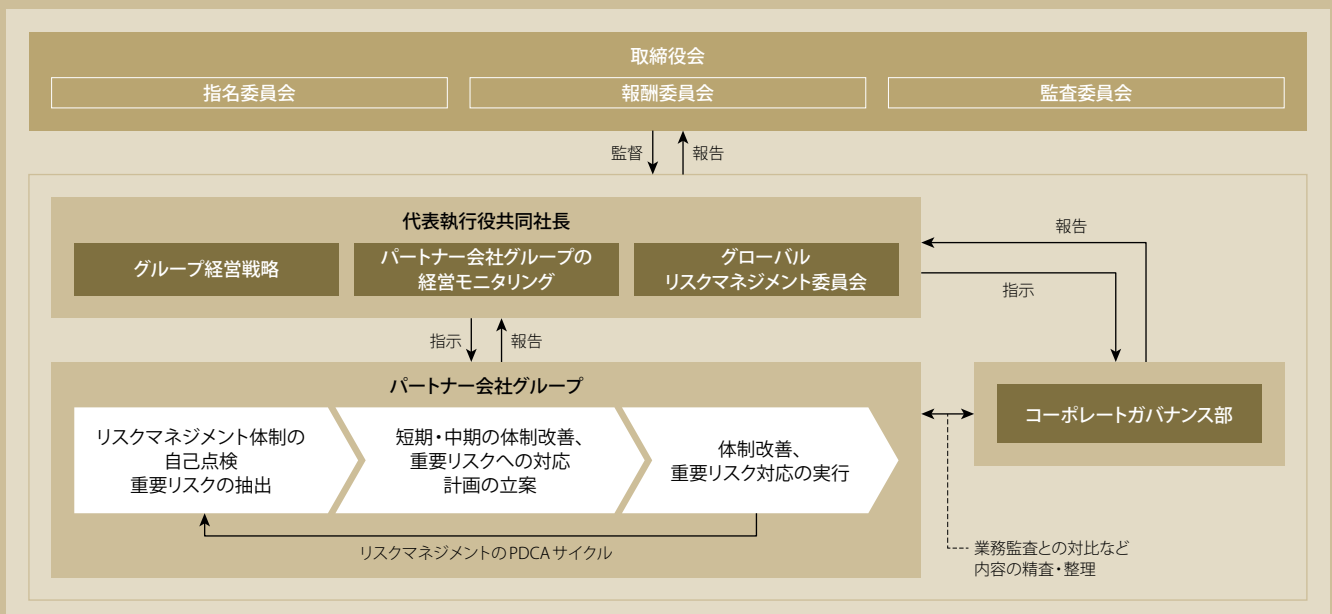 取締役会
指名委員会
報酬委員会
監査委員会
監督
報告
代表執行役共同社長
グループ経営戦略
パートナー会社グループの
経営モニタリング
グローバル
リスクマネジメント委員会
報告
指示
指示
報告
パートナー会社グループ
リスクマネジメント体制の
自己点検
重要リスクの抽出
短期・中期の体制改善、
重要リスクへの対応
計画の立案
体制改善、
重要リスク対応の実行
リスクマネジメントのPDCAサイクル
コーポレートガバナンス部
業務監査との対比など
内容の精査・整理